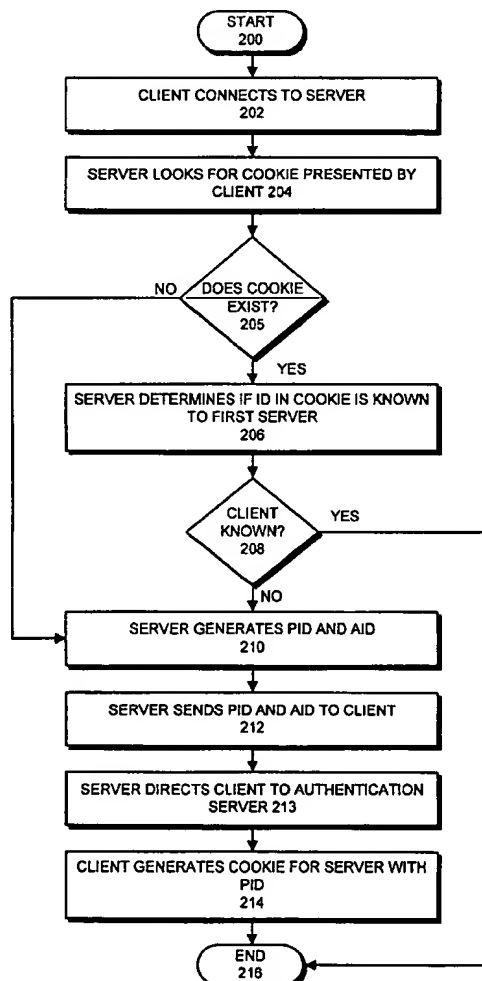 START
200
CLIENT CONNECTS TO SERVER
202
SERVER LOOKS FOR COOKIE PRESENTED BY
CLIENT 204
NO
DOES COOKIE
EXIST?
205
YES
SERVER DETERMINES IF ID IN COOKIE IS KNOWN
TO FIRST SERVER
206
CLIENT
KNOWN?
208
YES
NO
SERVER GENERATES PID AND AID
210
SERVER SENDS PID AND AID TO CLIENT
212
SERVER DIRECTS CLIENT TO AUTHENTICATION
SERVER 213
CLIENT GENERATES COOKIE FOR SERVER WITH
PID
214
END
216